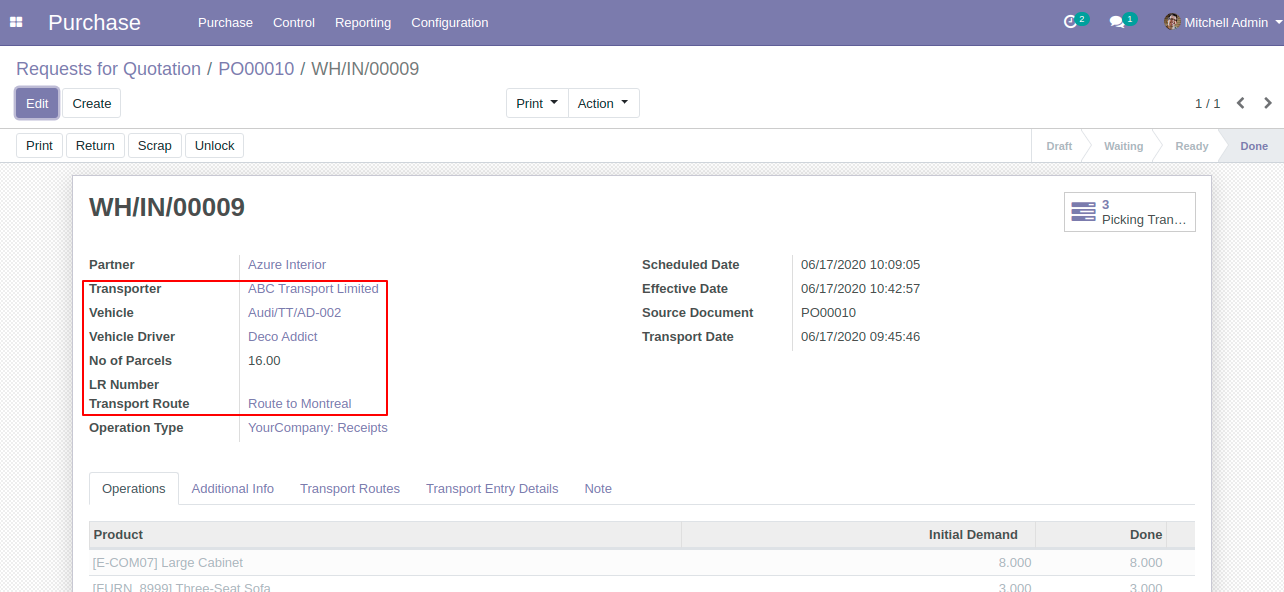 Purchase Purchase Control Reporting Configuration 2 1 Mitchell Admin
Requests for Quotation / PO00010 / WH/IN/00009
Edit Create Print Action 1 / 1
Print Return Scrap Unlock Draft Waiting Ready Done
WH/IN/00009
3
Picking Tran...
Partner Azure Interior Scheduled Date 06/17/2020 10:09:05
Transporter ABC Transport Limited Effective Date 06/17/2020 10:42:57
Vehicle Audi/TT/AD-002 Source Document PO00010
Vehicle Driver Deco Addict Transport Date 06/17/2020 09:45:46
No of Parcels 16.00
LR Number
Transport Route Route to Montreal
Operation Type YourCompany: Receipts
Operations Additional Info Transport Routes Transport Entry Details Note
Product Initial Demand Done
[E-COM07] Large Cabinet 8.000 8.000
[FURN_8999] Three-Seat Sofa 3.000 3.000